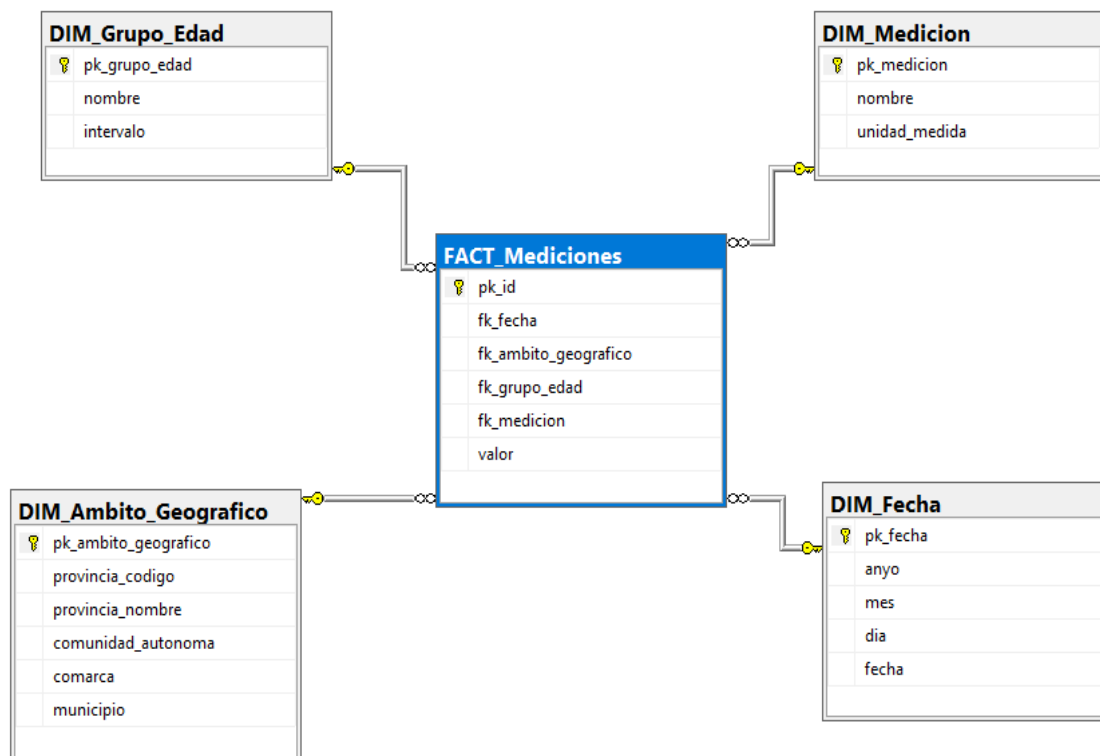 DIM_Grupo_Edad
pk_grupo_edad
nombre
intervalo
DIM_Medicion
pk_medicion
nombre
unidad_medida
FACT_Mediciones
pk_id
fk_fecha
fk_ambito_geografico
fk_grupo_edad
fk_medicion
valor
DIM_Ambito_Geografico
pk_ambito_geografico
provincia_codigo
provincia_nombre
comunidad_autonoma
comarca
municipio
DIM_Fecha
pk_fecha
anyo
mes
dia
fecha